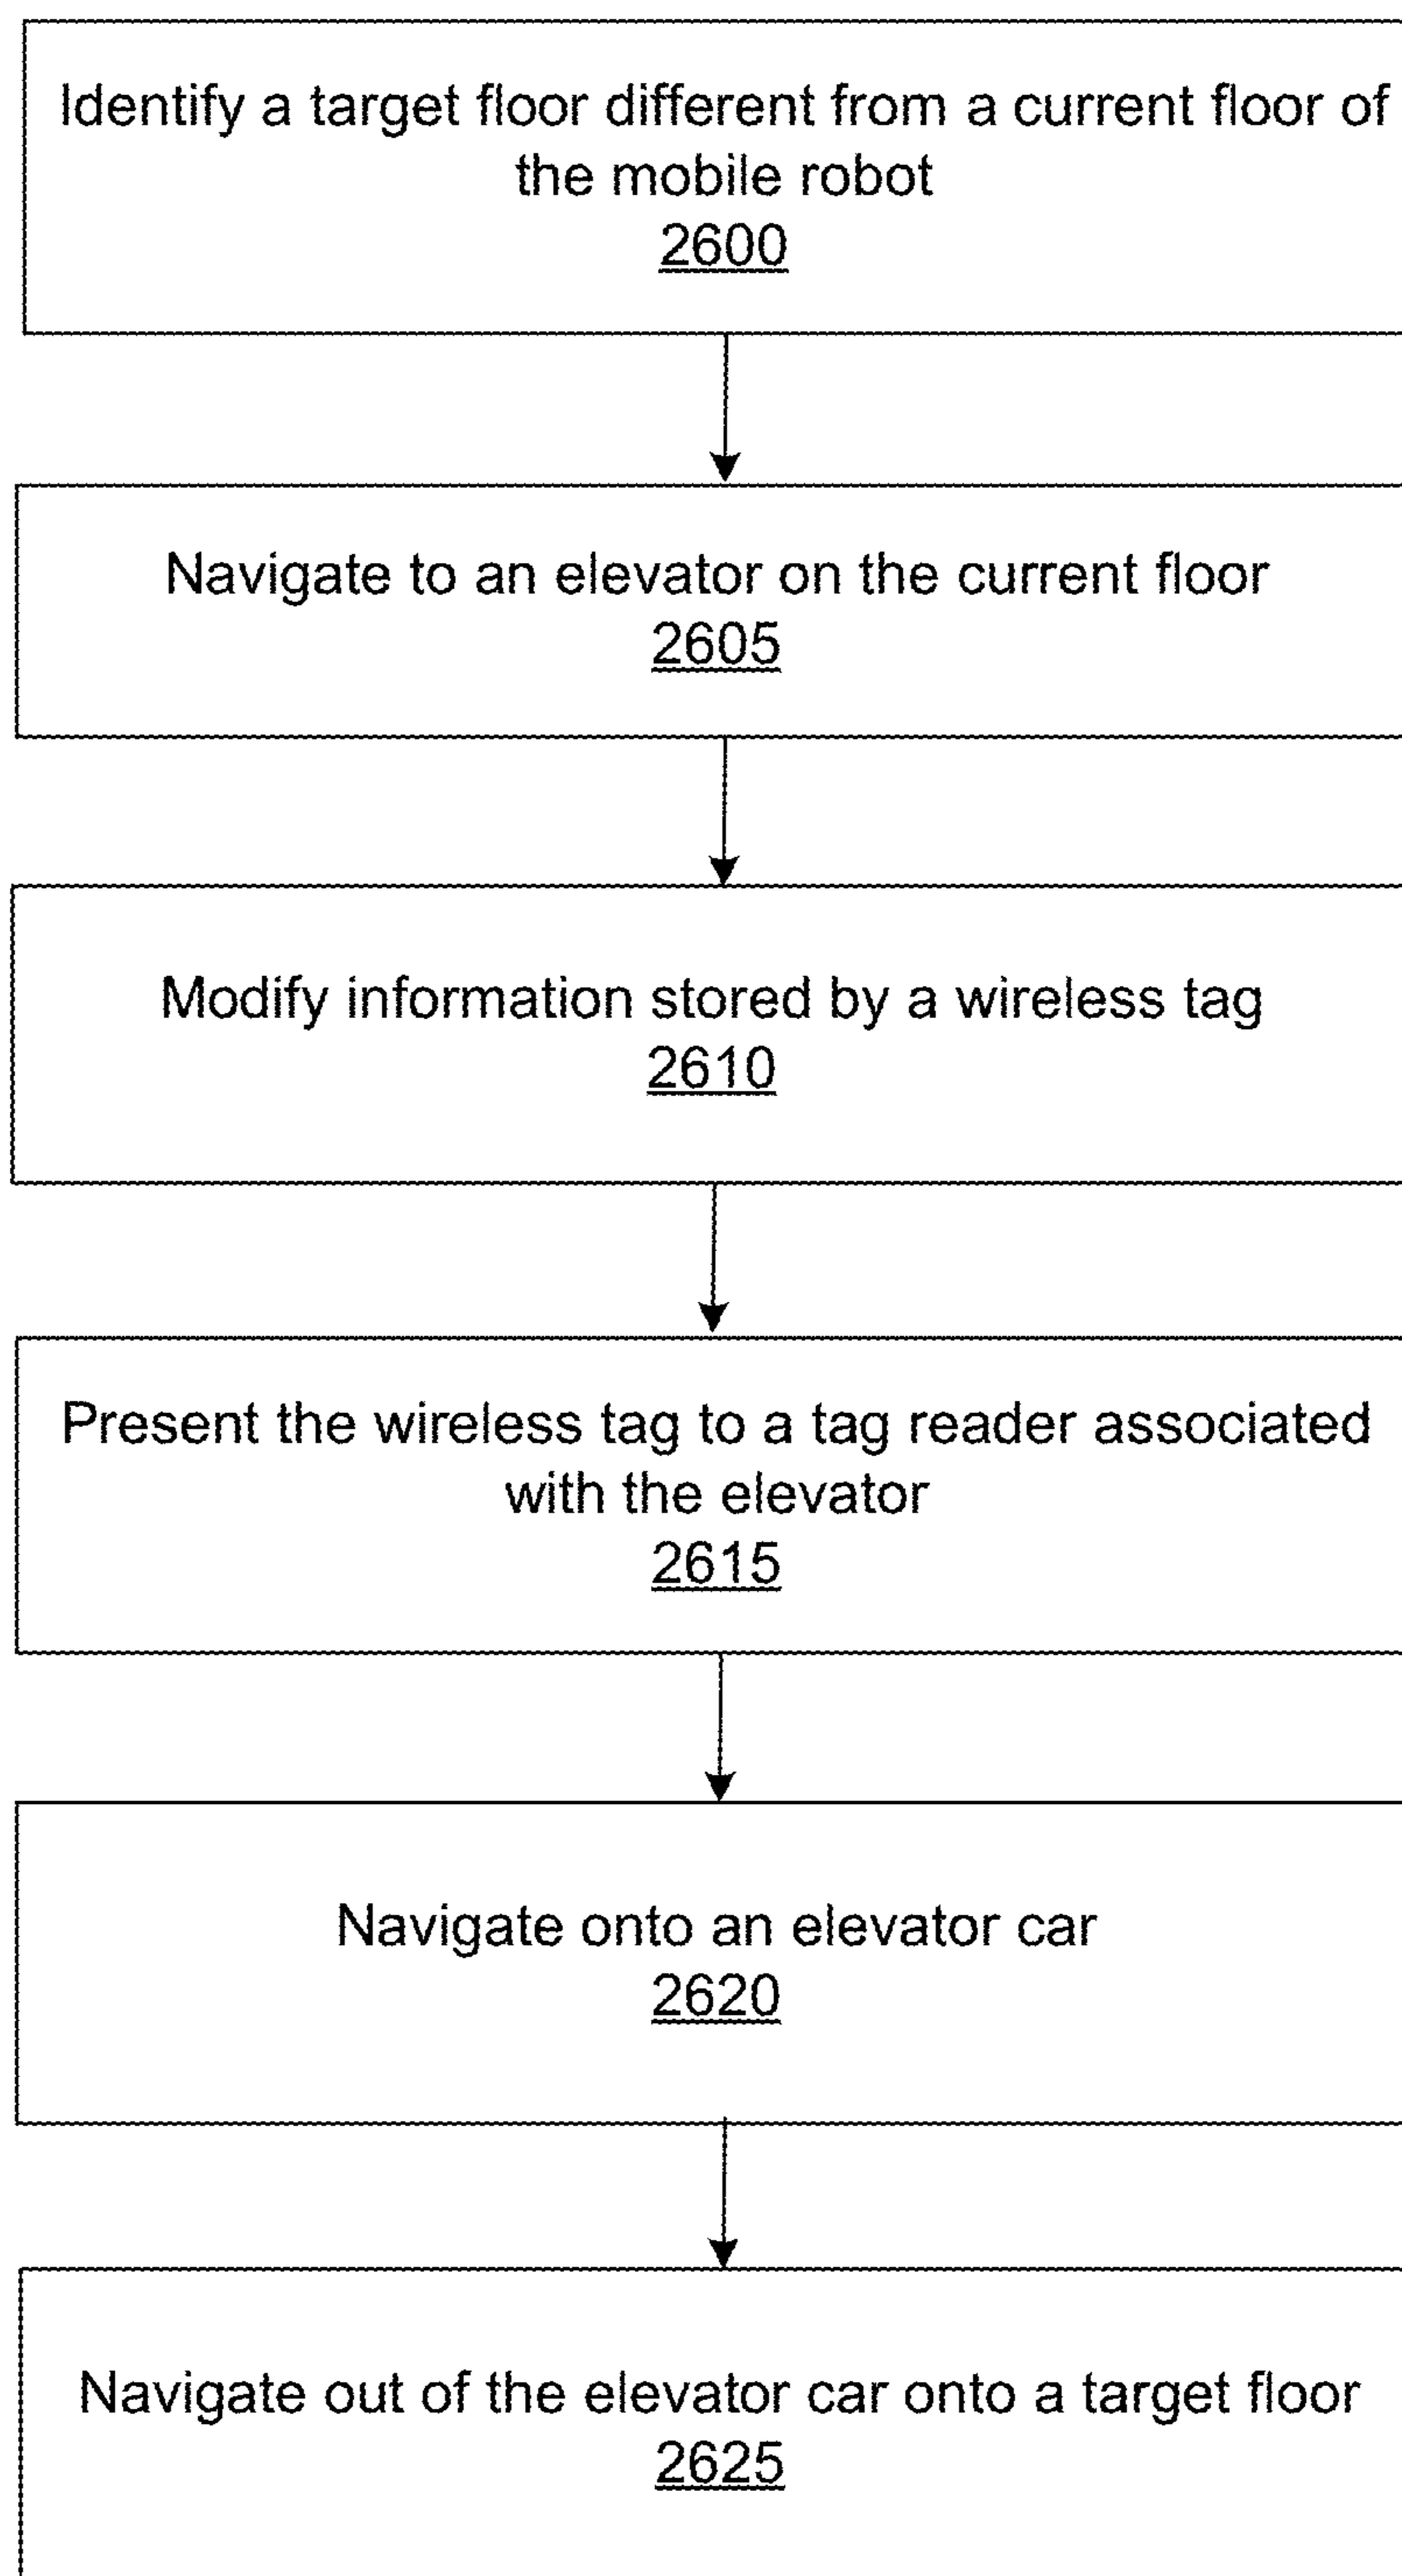 Identify a target floor different from a current floor of
the mobile robot
2600
Navigate to an elevator on the current floor
2605
Modify information stored by a wireless tag
2610
Present the wireless tag to a tag reader associated
with the elevator
2615
Navigate onto an elevator car
2620
Navigate out of the elevator car onto a target floor
2625